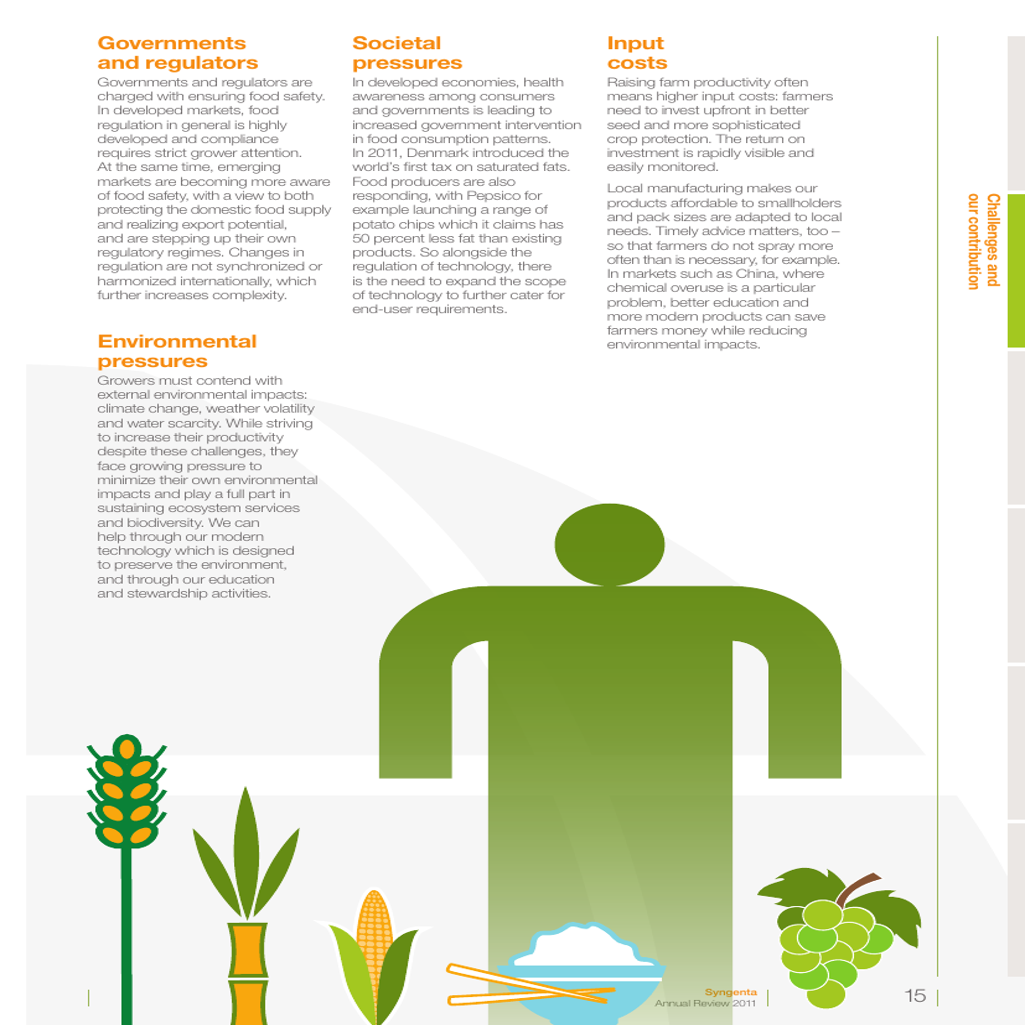 Governments
and regulators
Governments and regulators are
charged with ensuring food safety.
In developed markets, food
regulation in general is highly
developed and compliance
requires strict grower attention.
At the same time, emerging
markets are becoming more aware
of food safety, with a view to both
protecting the domestic food supply
and realizing export potential,
and are stepping up their own
regulatory regimes. Changes in
regulation are not synchronized or
harmonized internationally, which
further increases complexity.
Environmental
pressures
Growers must contend with
external environmental impacts:
climate change, weather volatility
and water scarcity. While striving
to increase their productivity
despite these challenges, they
face growing pressure to
minimize their own environmental
impacts and play a full part in
sustaining ecosystem services
and biodiversity. We can
help through our modern
technology which is designed
to preserve the environment,
and through our education
and stewardship activities.
Societal
pressures
In developed economies, health
awareness among consumers
and governments is leading to
increased government intervention
in food consumption patterns.
In 2011, Denmark introduced the
world's first tax on saturated fats.
Food producers are also
responding, with Pepsico for
example launching a range of
potato chips which it claims has
50 percent less fat than existing
products. So alongside the
regulation of technology, there
is the need to expand the scope
of technology to further cater for
end-user requirements.
Input
costs
Raising farm productivity often
means higher input costs: farmers
need to invest upfront in better
seed and more sophisticated
crop protection. The return on
investment is rapidly visible and
easily monitored.
Local manufacturing makes our
products affordable to smallholders
and pack sizes are adapted to local
needs. Timely advice matters, too –
so that farmers do not spray more
often than is necessary, for example.
In markets such as China, where
chemical overuse is a particular
problem, better education and
more modern products can save
farmers money while reducing
environmental impacts.
Challenges and
our contribution
Syngenta
Annual Review 2011
15